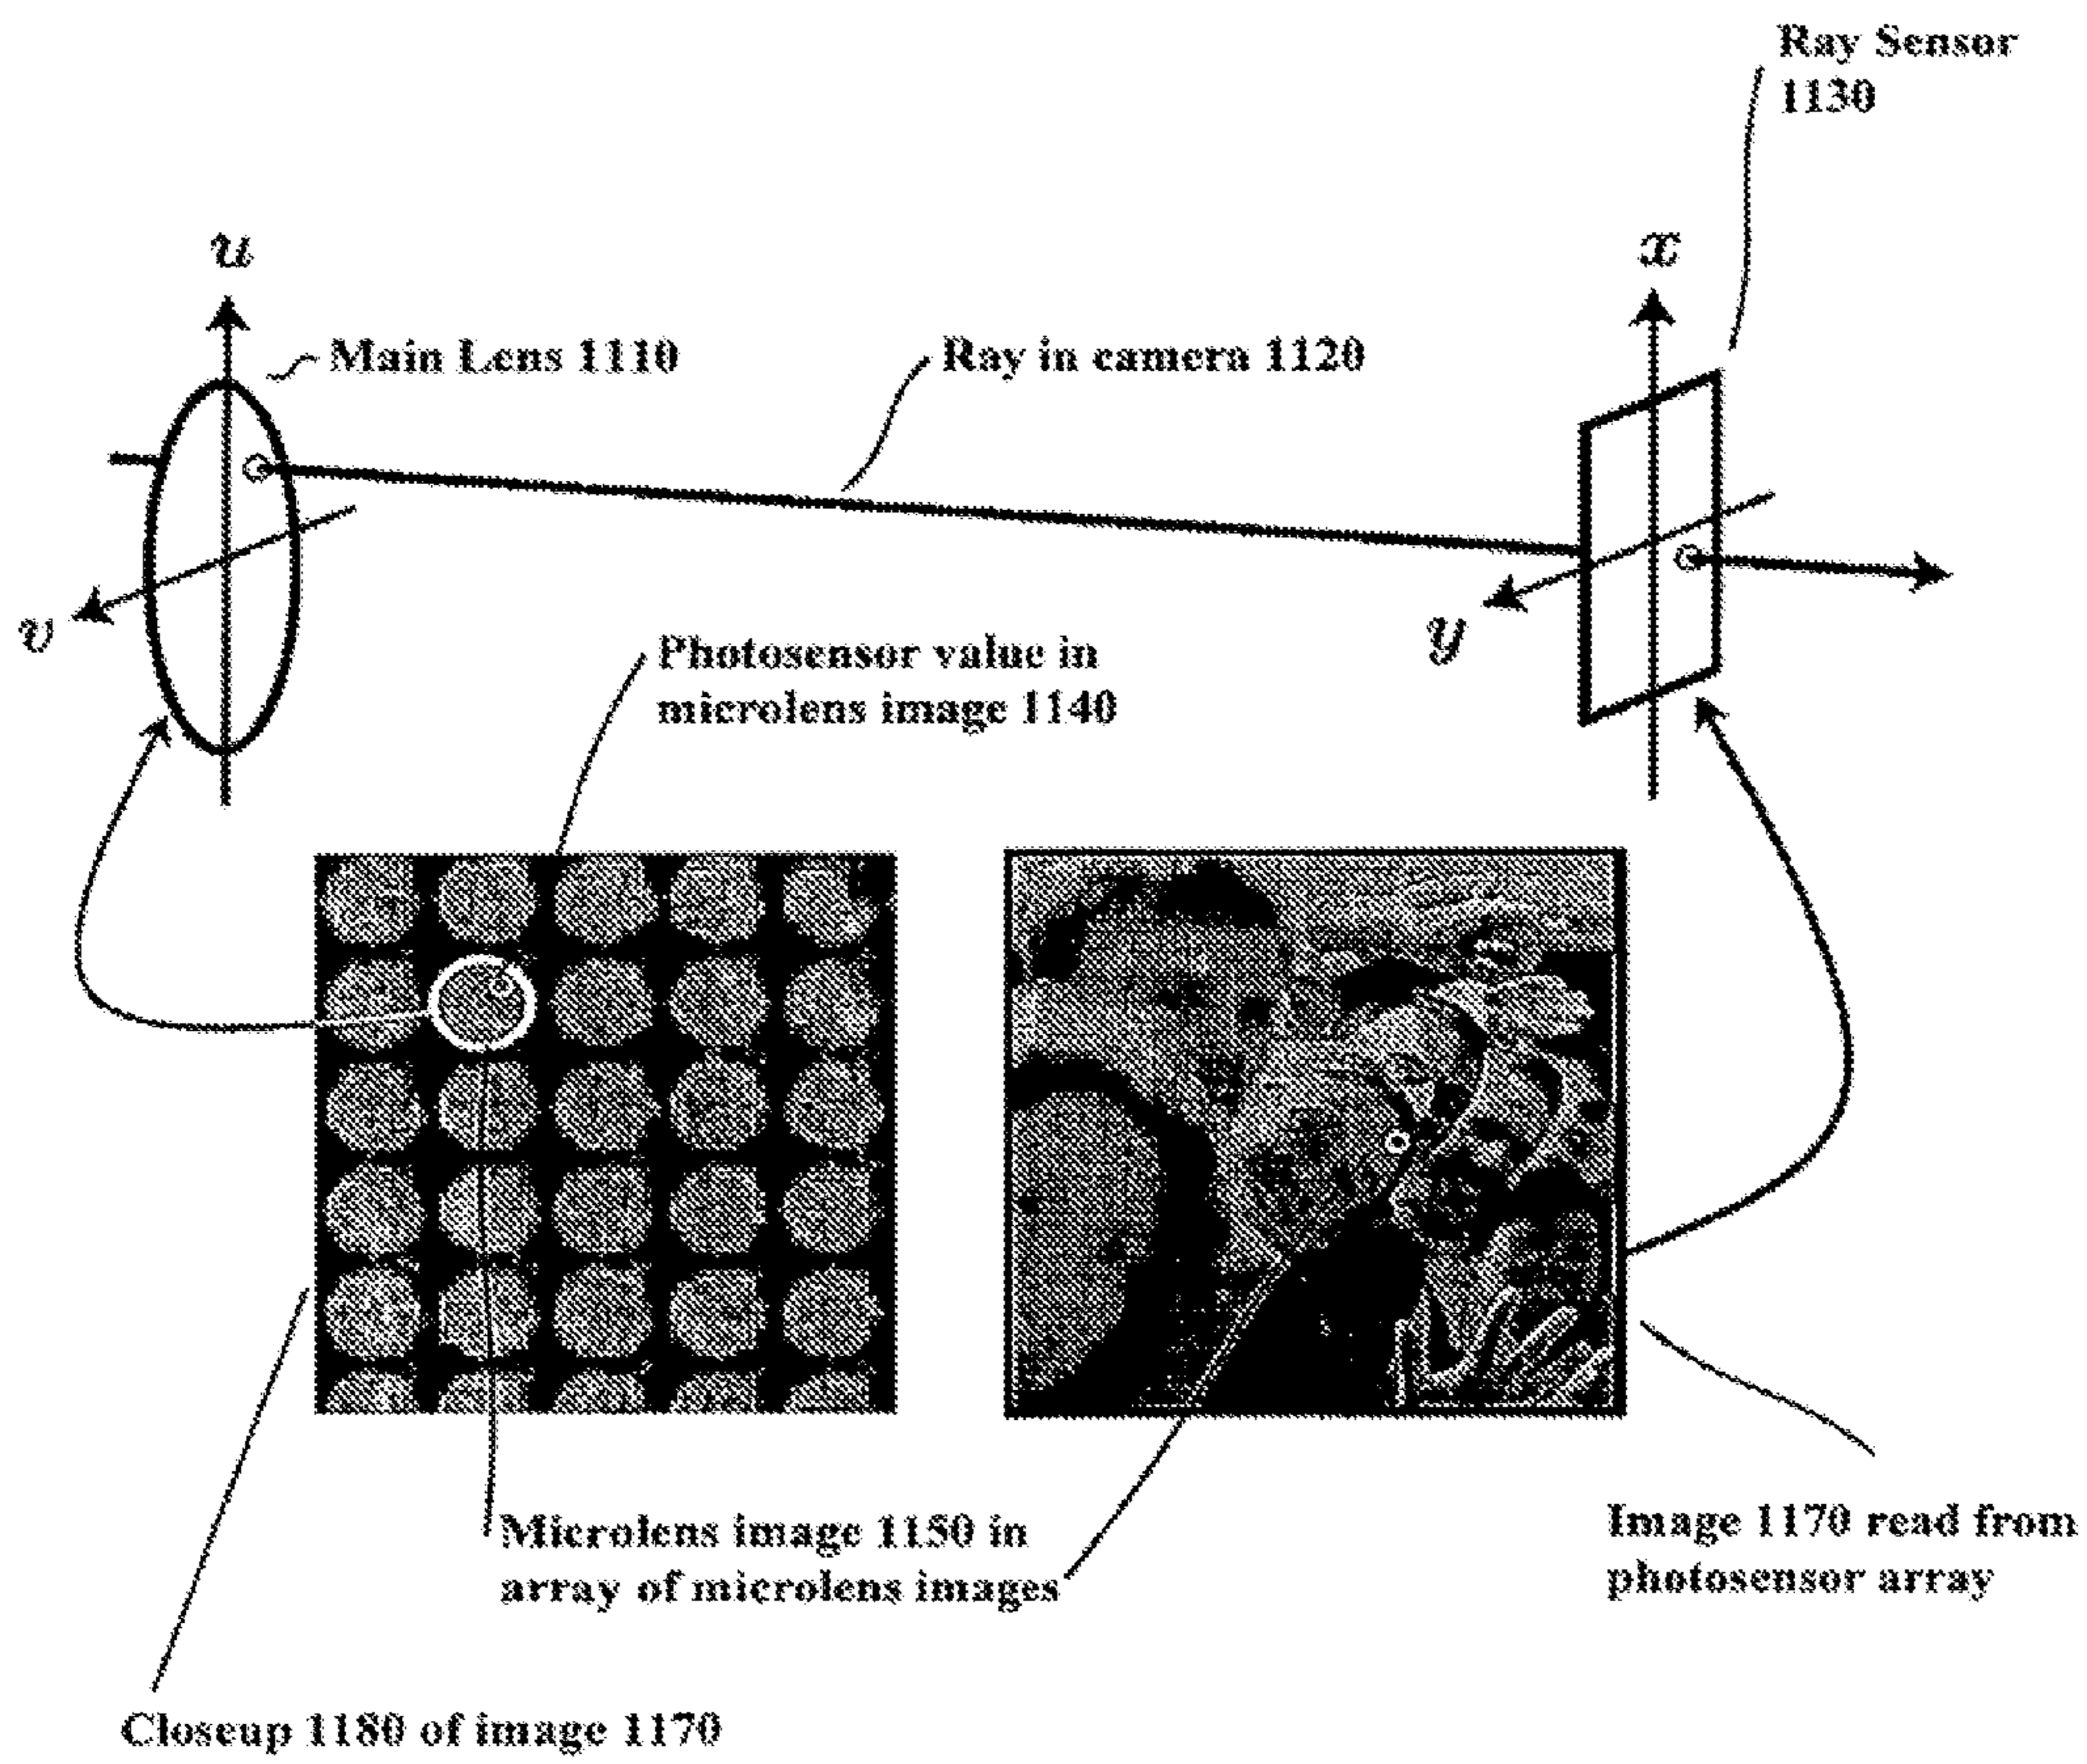 Ray Sensor
1130
u
x
Main Lens 1110
Ray in camera 1120
v
y
Photosensor value in
microlens image 1140
Microlens image 1150 in
array of microlens images
Image 1170 read from
photosensor array
Closeup 1180 of image 1170